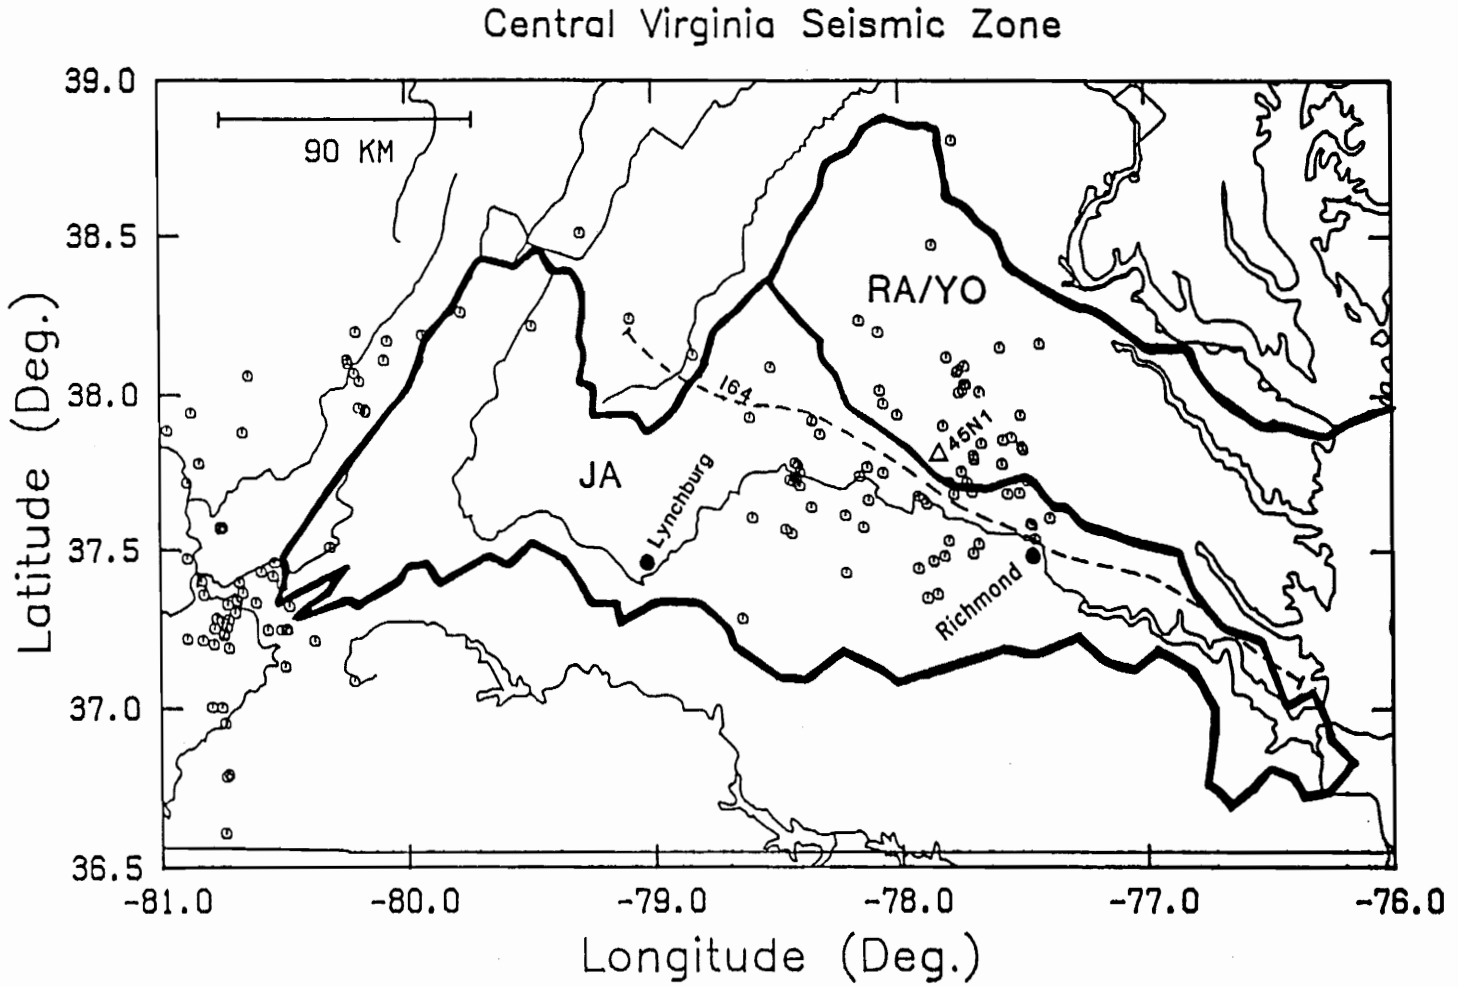 Central Virginia Seismic Zone
39.0
38.5
38.0
37.5
37.0
36.5
Latitude (Deg.)
90 KM
RA/YO
I64
45N1
JA
Lynchburg
Richmond
-81.0
-80.0
-79.0
-78.0
-77.0
-76.0
Longitude (Deg.)